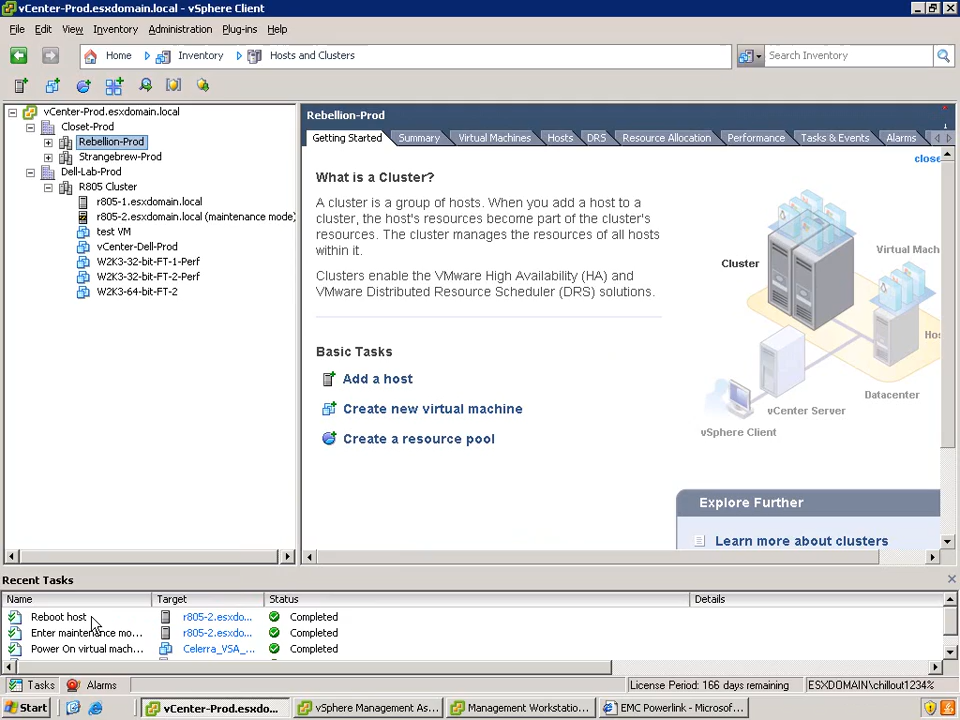 vCenter-Prod.esxdomain.local - vSphere Client
File Edit View Inventory Administration Plug-ins Help
Home Inventory Hosts and Clusters Search Inventory
vCenter-Prod.esxdomain.local
Closet-Prod
Rebellion-Prod
Strangebrew-Prod
Dell-Lab-Prod
R805 Cluster
r805-1.esxdomain.local
r805-2.esxdomain.local (maintenance mode)
test VM
vCenter-Dell-Prod
W2K3-32-bit-FT-1-Perf
W2K3-32-bit-FT-2-Perf
W2K3-64-bit-FT-2
Rebellion-Prod
Getting Started Summary Virtual Machines Hosts DRS Resource Allocation Performance Tasks & Events Alarms
close
What is a Cluster?
A cluster is a group of hosts. When you add a host to a
cluster, the host's resources become part of the cluster's
resources. The cluster manages the resources of all hosts
within it.
Clusters enable the VMware High Availability (HA) and
VMware Distributed Resource Scheduler (DRS) solutions.
Cluster
Virtual Mach
Hos
Datacenter
vCenter Server
vSphere Client
Basic Tasks
Add a host
Create new virtual machine
Create a resource pool
Explore Further
Learn more about clusters
Recent Tasks
Name Target Status Details
Reboot host r805-2.esxdo... Completed
Enter maintenance mo... r805-2.esxdo... Completed
Power On virtual mach... Celerra_VSA_... Completed
Tasks Alarms License Period: 166 days remaining ESXDOMAIN\chillout1234%
Start vCenter-Prod.esxdo... vSphere Management As... Management Workstatio... EMC Powerlink - Microsof...